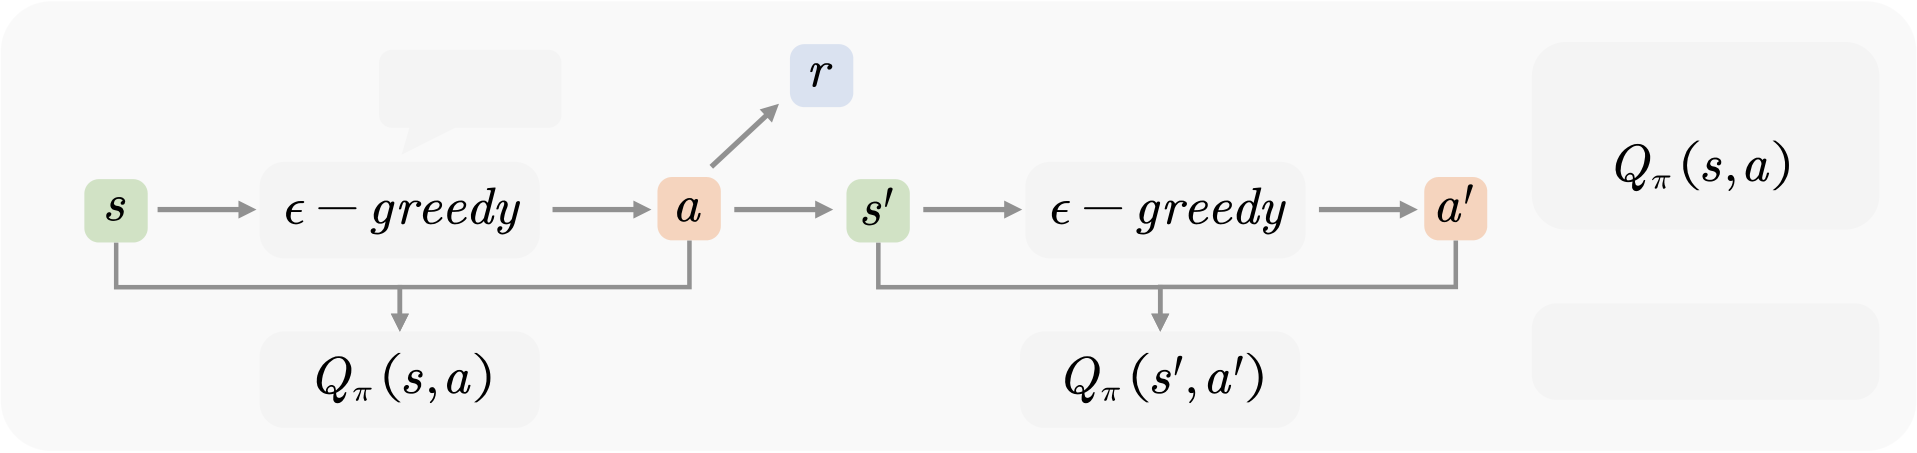 r
s
ϵ − greedy
a
s′
ϵ − greedy
a′
Qπ(s, a)
Qπ(s, a)
Qπ(s′, a′)